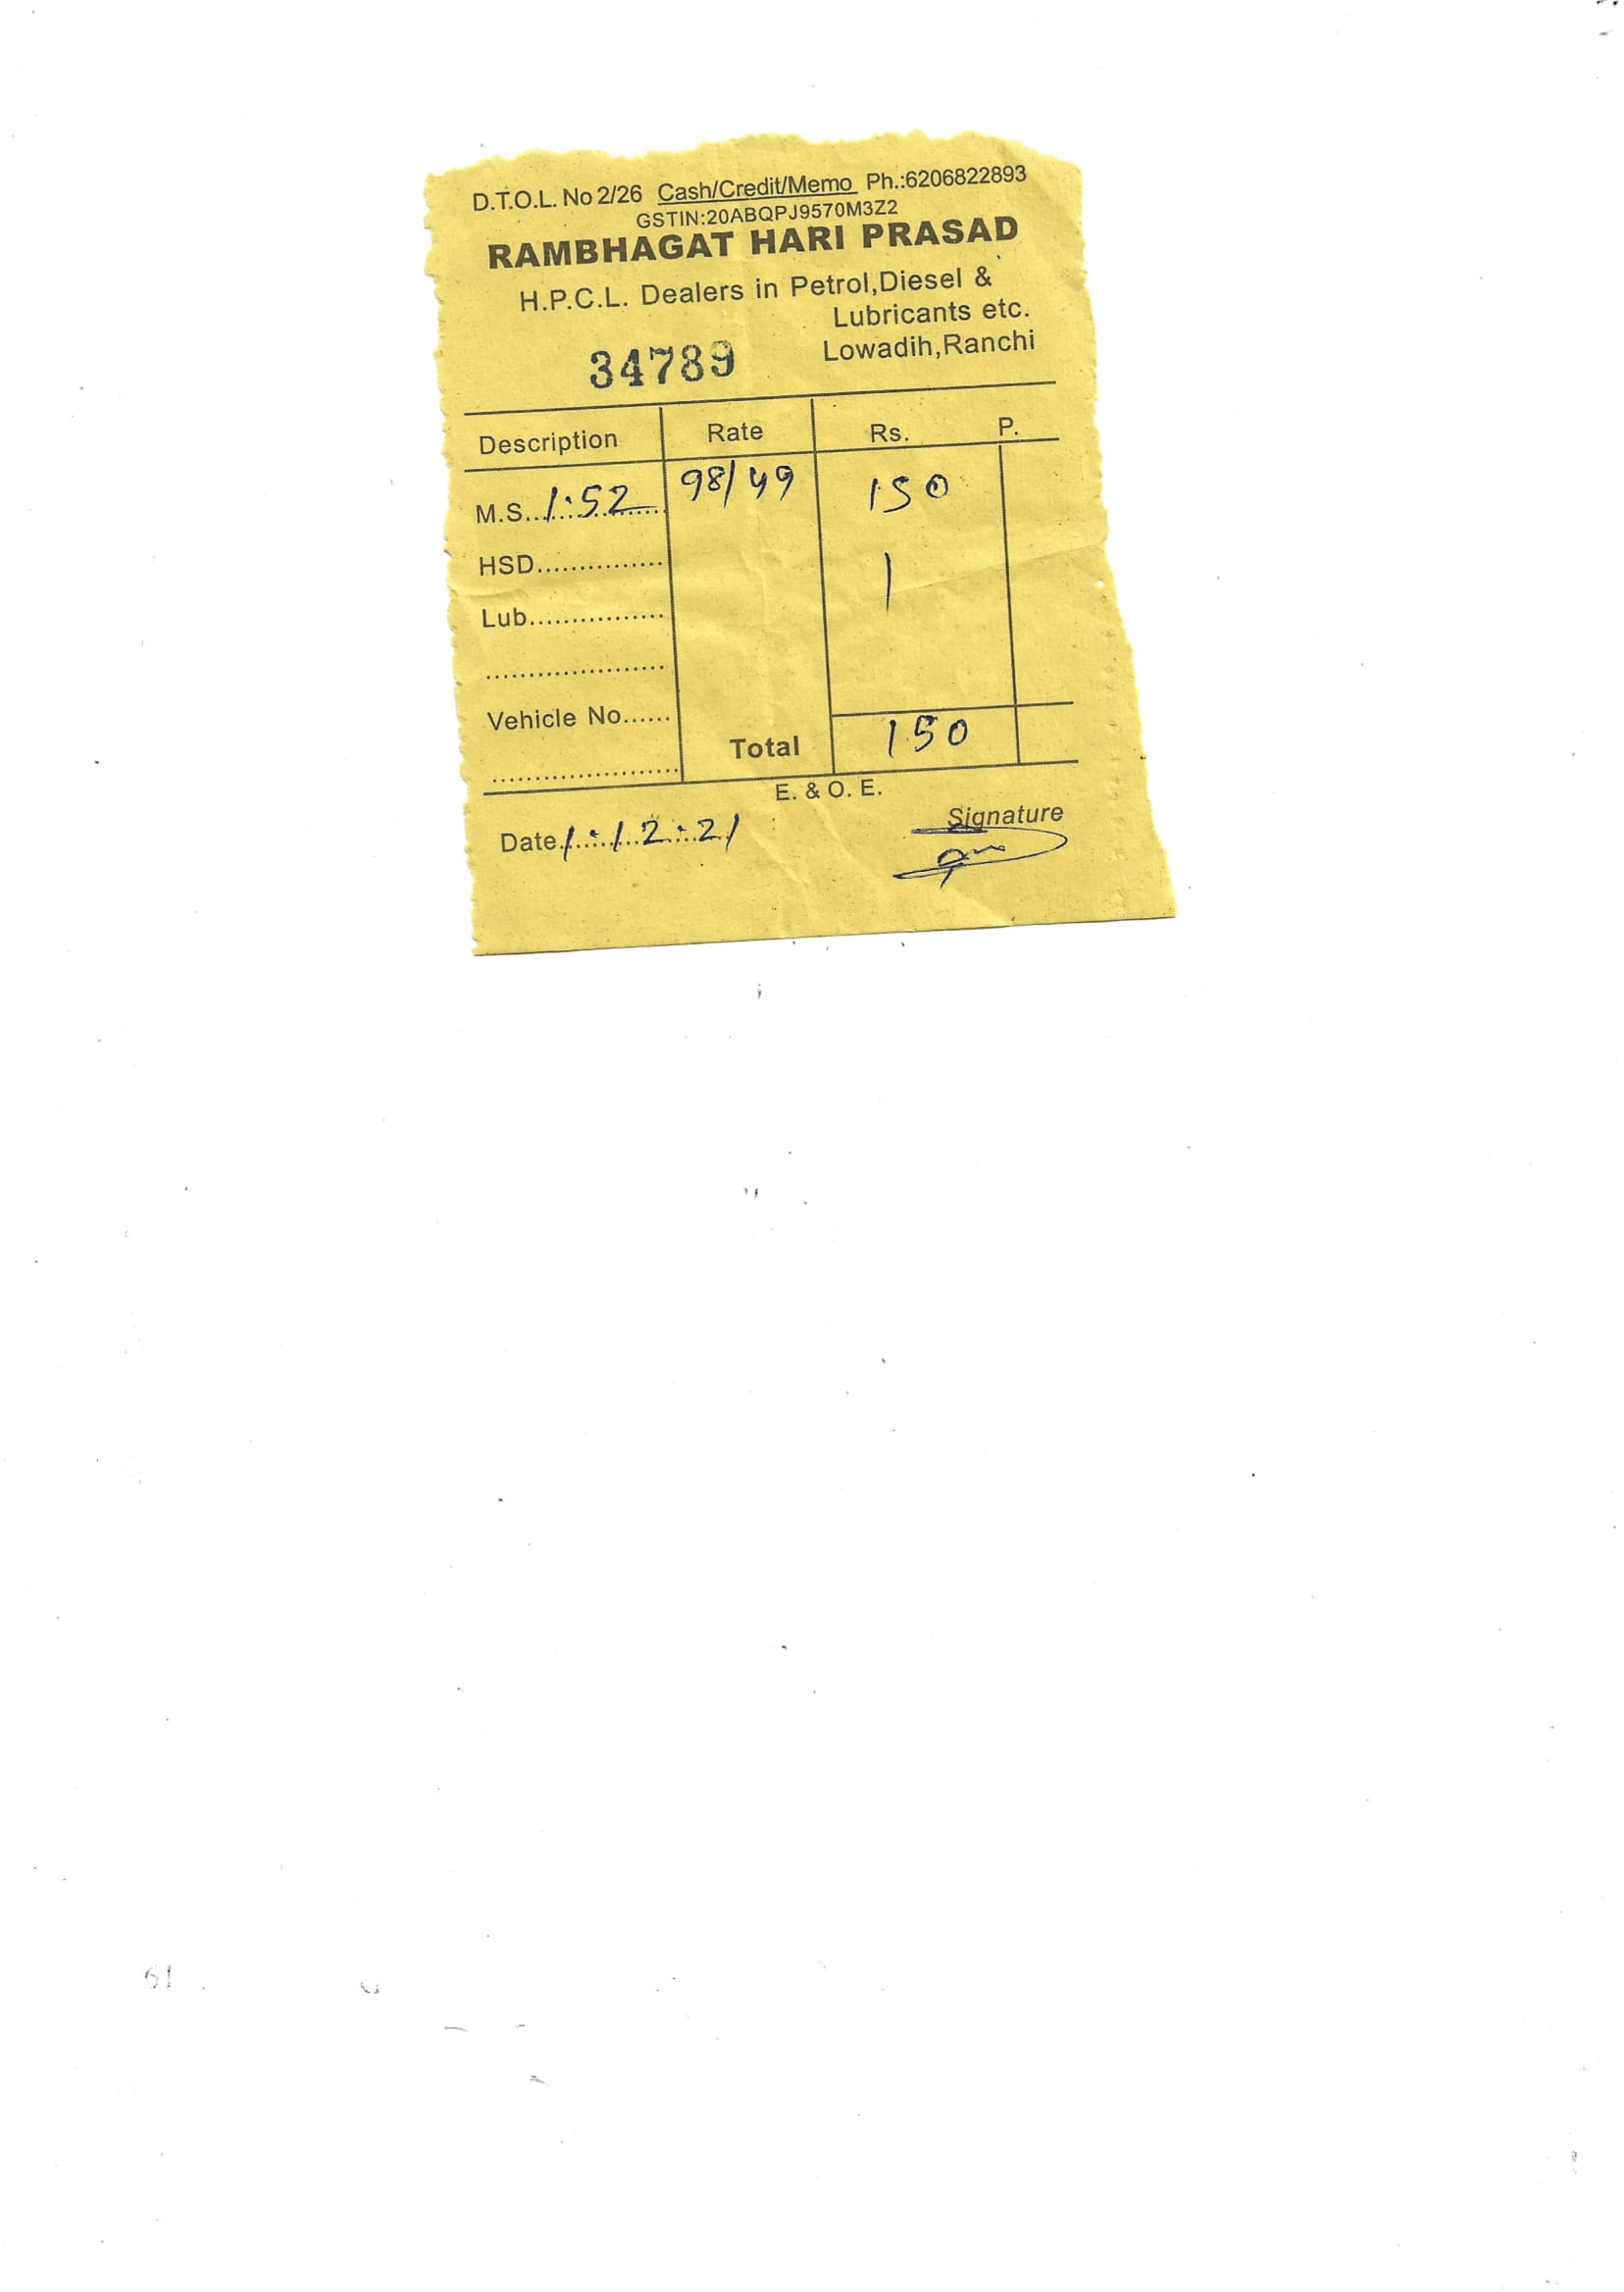 D.T.O.L. No 2/26 Cash/Credit/Memo Ph.:6206822893
GSTIN:20ABQPJ9570M3Z2
RAMBHAGAT HARI PRASAD
H.P.C.L. Dealers in Petrol,Diesel &
Lubricants etc.
34789 Lowadih,Ranchi
Description Rate Rs. P.
M.S...1.52... 98/49 150
HSD...............
Lub.................
......................
Vehicle No......
Total 150
.......................
E. & O. E.
Signature
Date 1.12.21